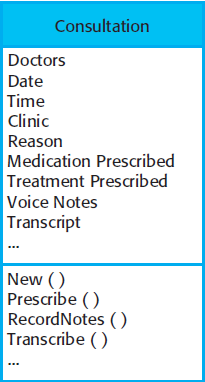 Consultation
Doctors
Date
Time
Clinic
Reason
Medication Prescribed
Treatment Prescribed
Voice Notes
Transcript
...
New ( )
Prescribe ( )
RecordNotes ( )
Transcribe ( )
...